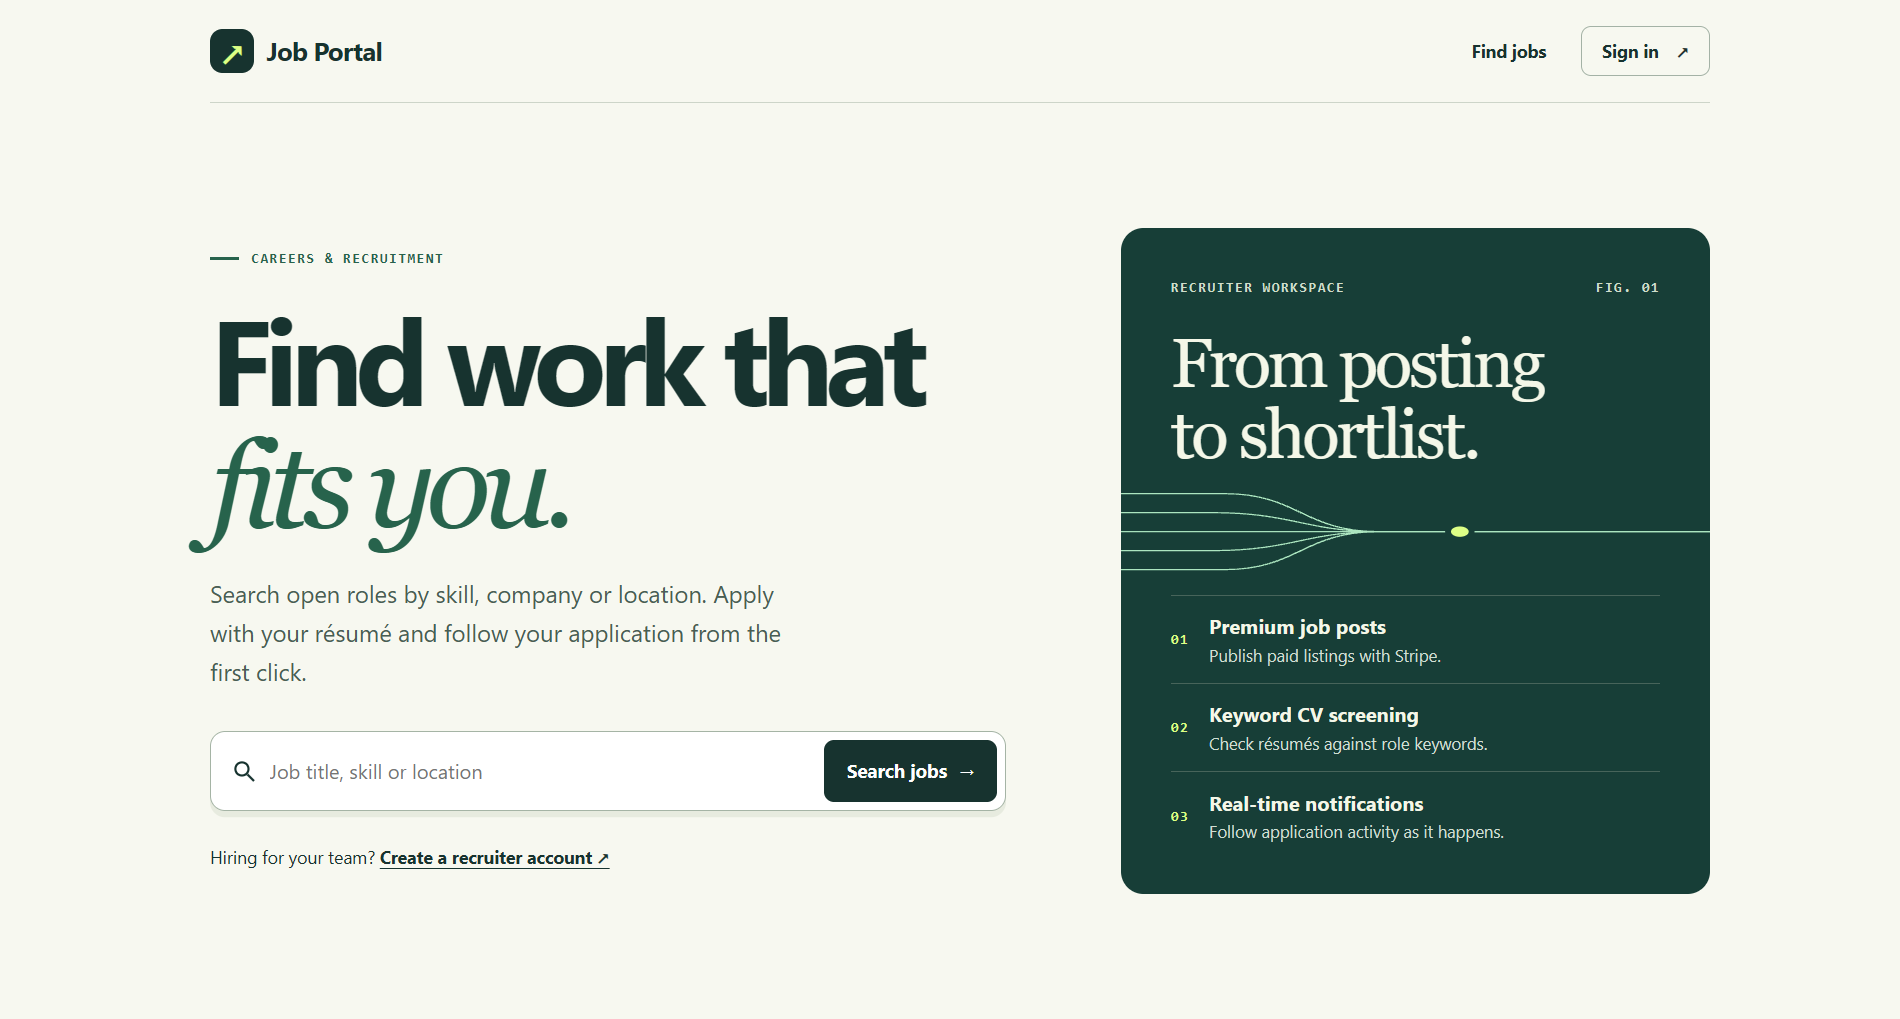 Job Portal
Find jobs
Sign in ↗
CAREERS & RECRUITMENT
Find work that
fits you.
Search open roles by skill, company or location. Apply
with your résumé and follow your application from the
first click.
Job title, skill or location
Search jobs →
Hiring for your team? Create a recruiter account ↗
RECRUITER WORKSPACE
FIG. 01
From posting
to shortlist.
01
Premium job posts
Publish paid listings with Stripe.
02
Keyword CV screening
Check résumés against role keywords.
03
Real-time notifications
Follow application activity as it happens.